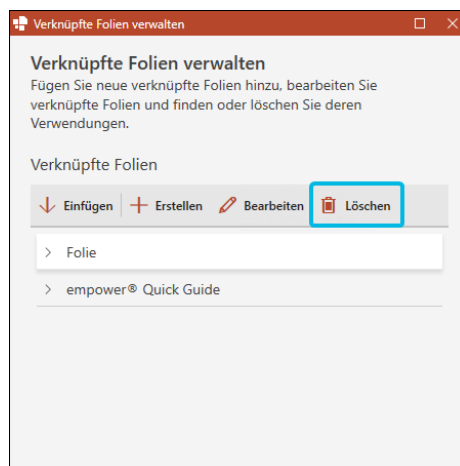 Verknüpfte Folien verwalten
Verknüpfte Folien verwalten
Fügen Sie neue verknüpfte Folien hinzu, bearbeiten Sie
verknüpfte Folien und finden oder löschen Sie deren
Verwendungen.
Verknüpfte Folien
Einfügen Erstellen Bearbeiten Löschen
Folie
empower® Quick Guide